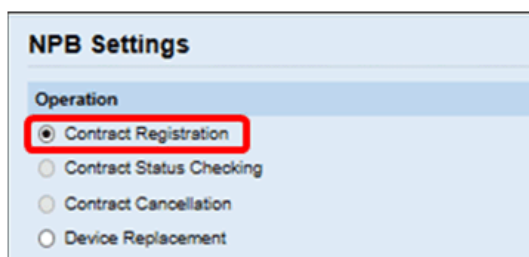 NPB Settings
Operation
Contract Registration
Contract Status Checking
Contract Cancellation
Device Replacement